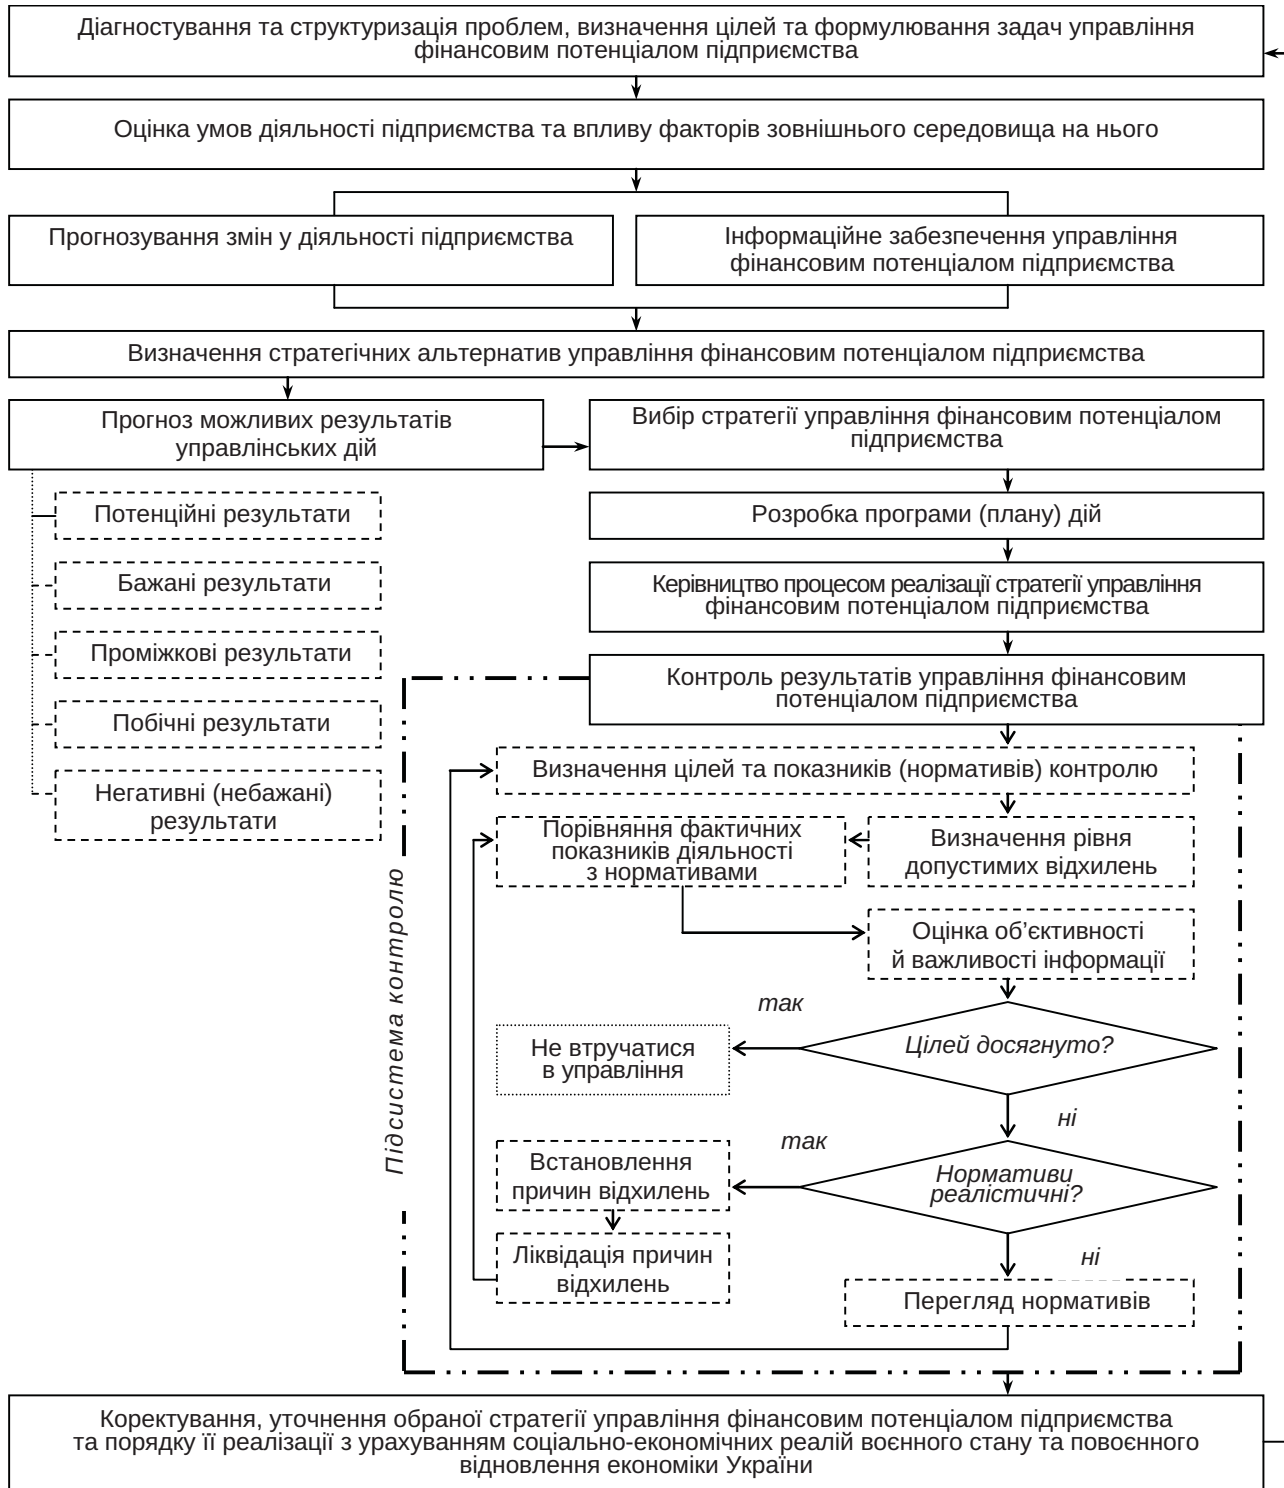 Діагностування та структуризація проблем, визначення цілей та формулювання задач управління
фінансовим потенціалом підприємства
Оцінка умов діяльності підприємства та впливу факторів зовнішнього середовища на нього
Прогнозування змін у діяльності підприємства
Інформаційне забезпечення управління
фінансовим потенціалом підприємства
Визначення стратегічних альтернатив управління фінансовим потенціалом підприємства
Прогноз можливих результатів
управлінських дій
Вибір стратегії управління фінансовим потенціалом
підприємства
Потенційні результати
Бажані результати
Проміжкові результати
Побічні результати
Негативні (небажані)
результати
Розробка програми (плану) дій
Керівництво процесом реалізації стратегії управління
фінансовим потенціалом підприємства
Контроль результатів управління фінансовим
потенціалом підприємства
Підсистема контролю
Визначення цілей та показників (нормативів) контролю
Порівняння фактичних
показників діяльності
з нормативами
Визначення рівня
допустимих відхилень
Оцінка об’єктивності
й важливості інформації
так
Цілей досягнуто?
Не втручатися
в управління
ні
так
Нормативи
реалістичні?
Встановлення
причин відхилень
Ліквідація причин
відхилень
ні
Перегляд нормативів
Коректування, уточнення обраної стратегії управління фінансовим потенціалом підприємства
та порядку її реалізації з урахуванням соціально-економічних реалій воєнного стану та повоєнного
відновлення економіки України